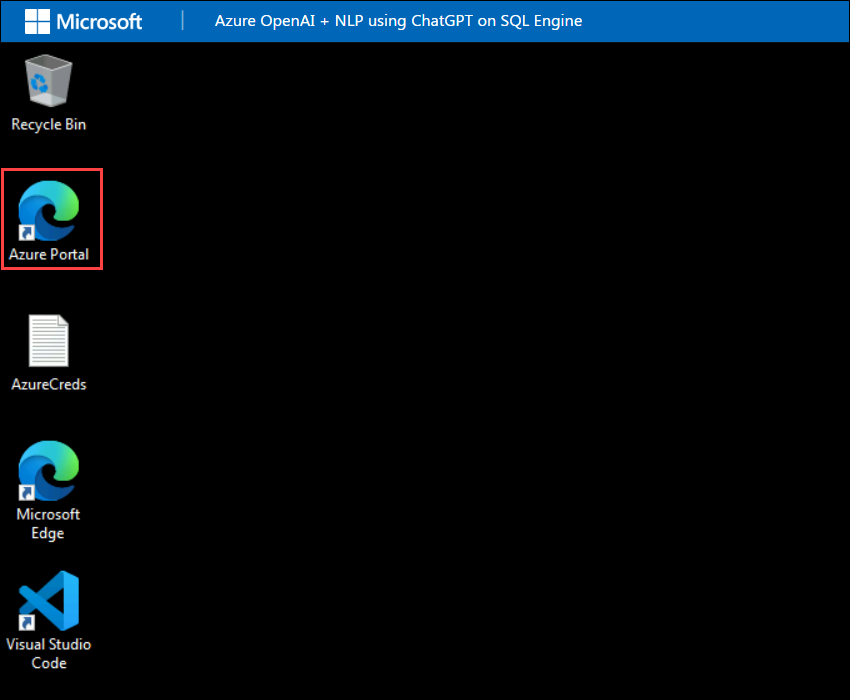 Microsoft | Azure OpenAI + NLP using ChatGPT on SQL Engine
Recycle Bin
Azure Portal
AzureCreds
Microsoft
Edge
Visual Studio
Code